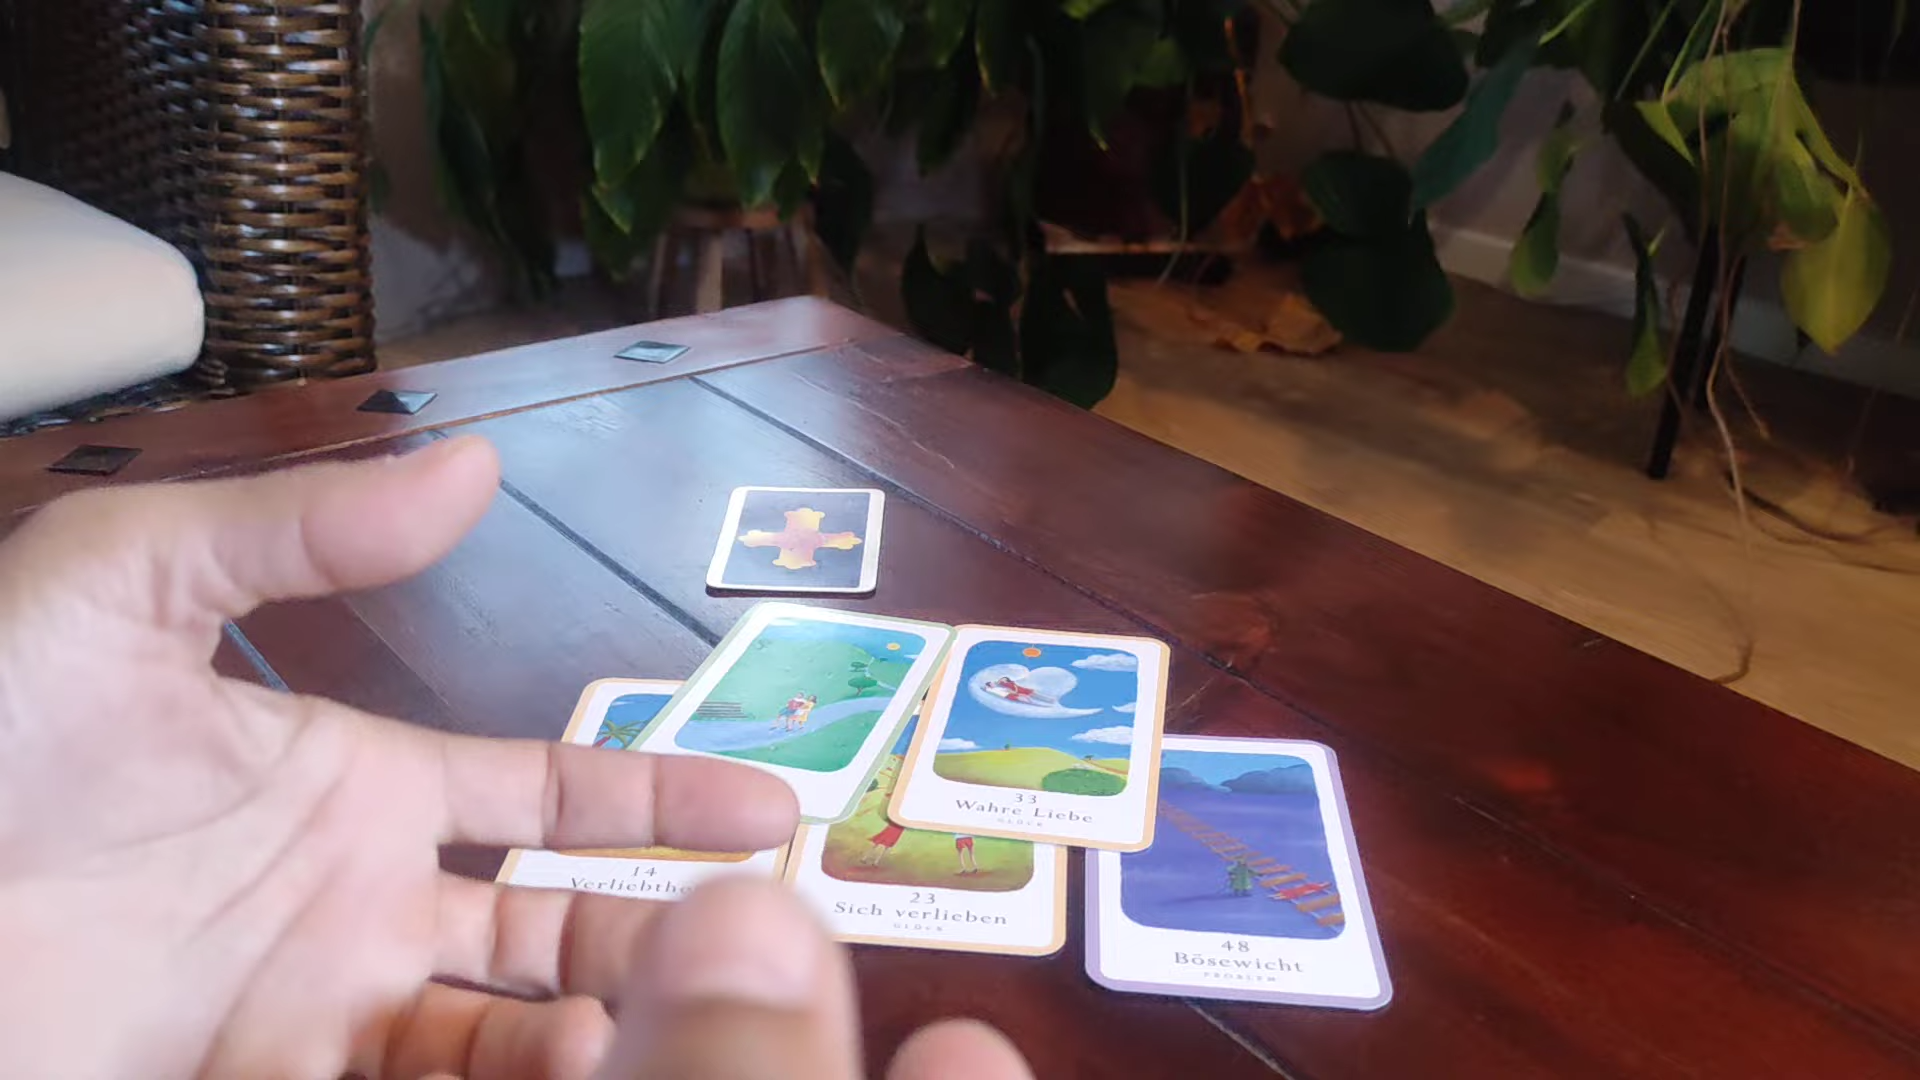 33
Wahre Liebe
GLÜCK
14
23
Sich verlieben
GLÜCK
48
Bösewicht
PROBLEM